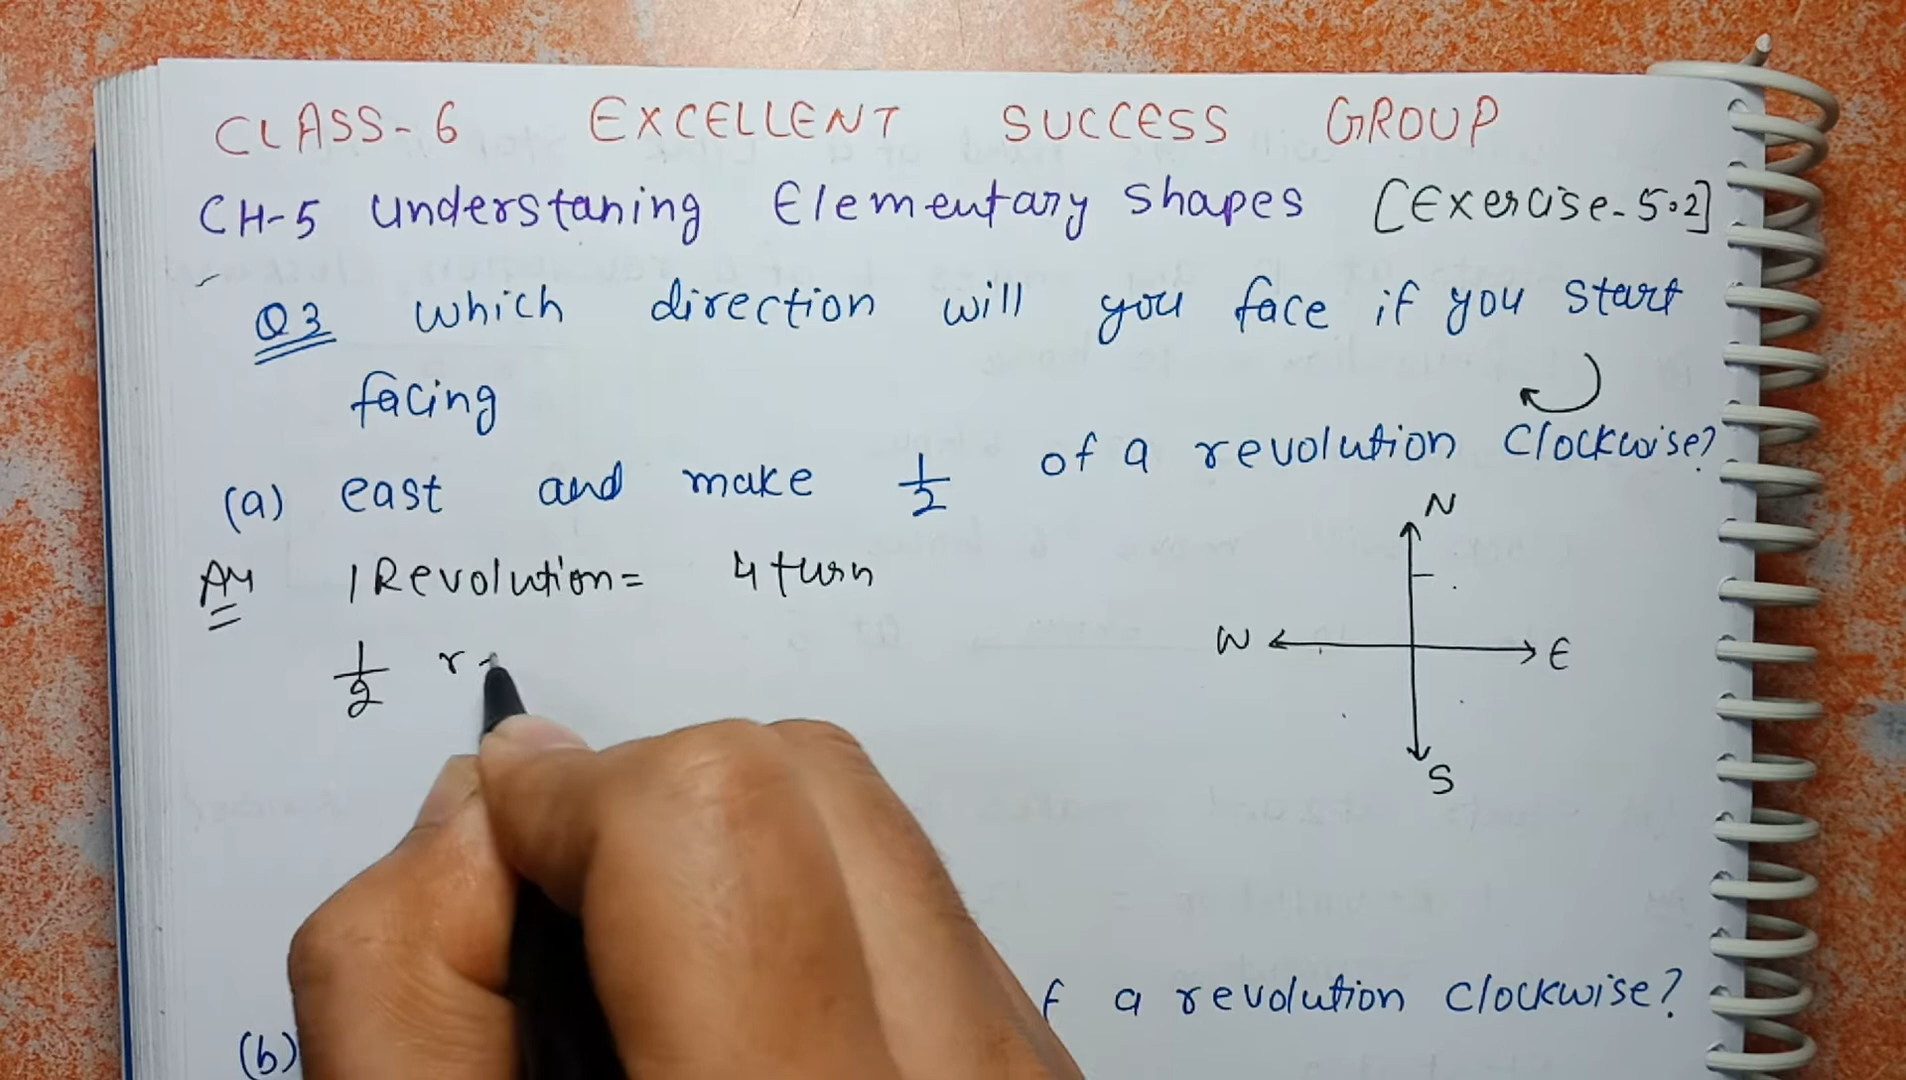 CLASS-6 EXCELLENT SUCCESS GROUP
CH-5 Understaning Elementary Shapes [Exercise-5.2]
Q3 which direction will you face if you start
facing
(a) east and make 1/2 of a revolution clockwise?
N
1 Revolution = 4 turn
W E
1/2 r
S
a revolution clockwise?
(b)